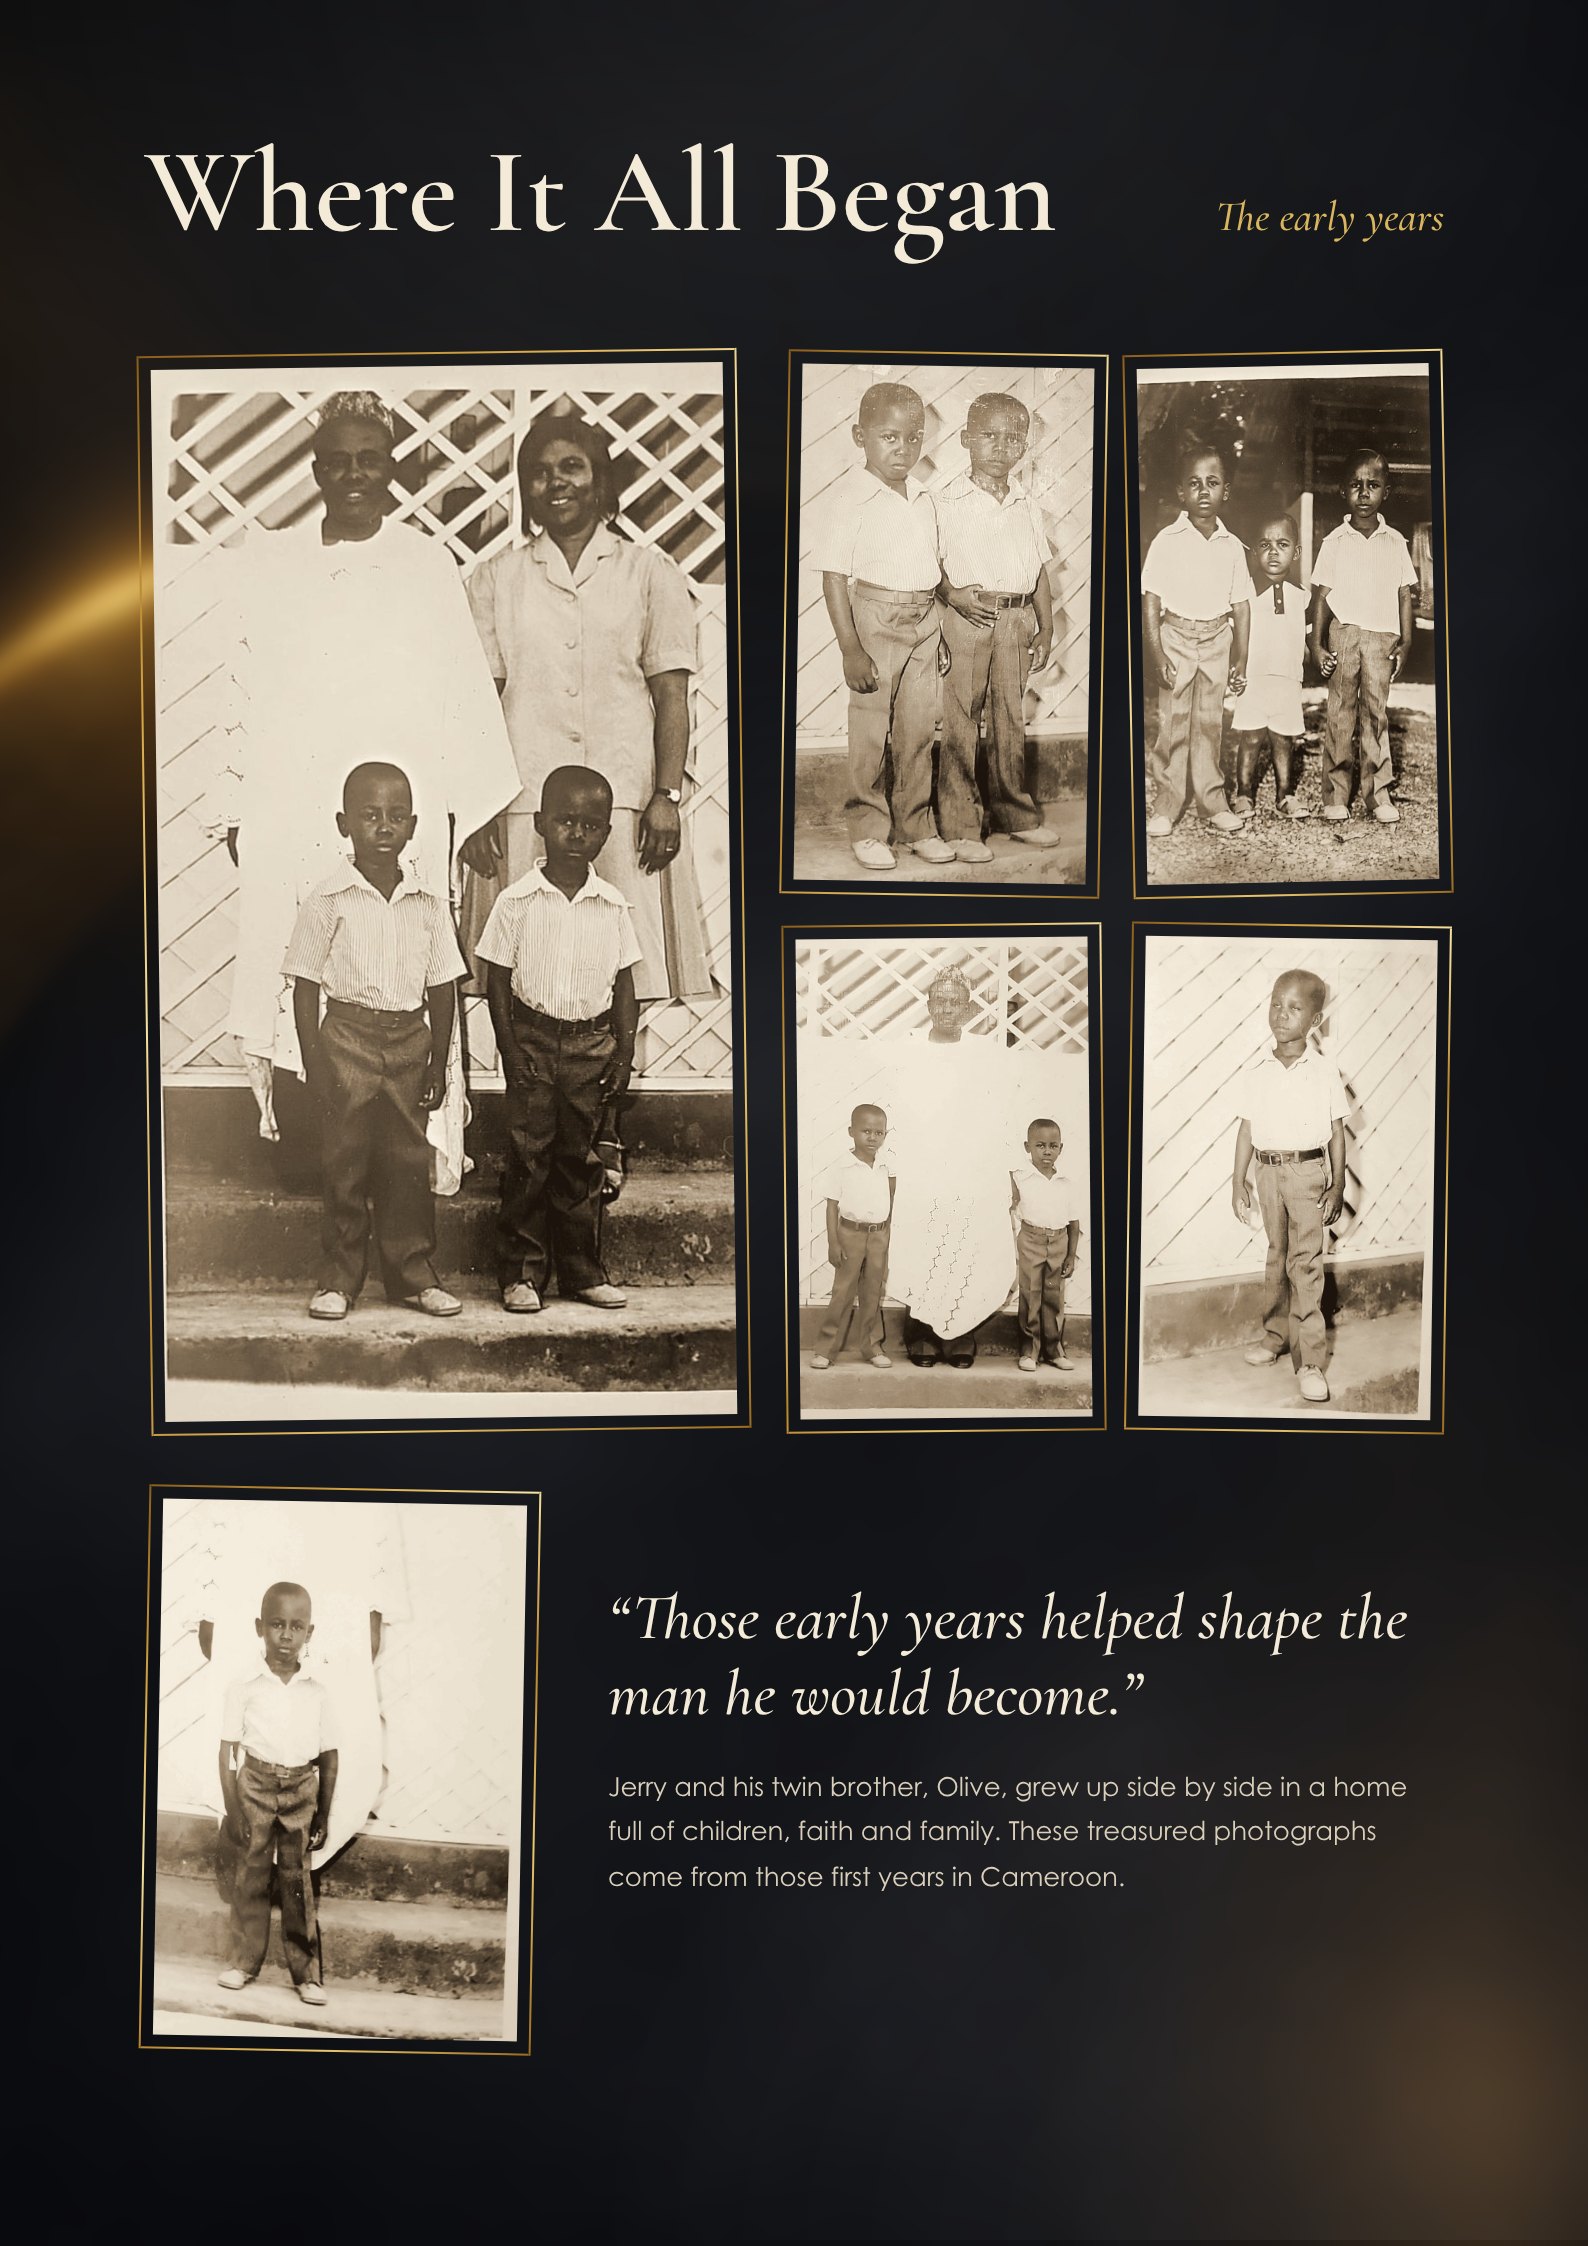 Where It All Began
The early years
“Those early years helped shape the
man he would become.”
Jerry and his twin brother, Olive, grew up side by side in a home
full of children, faith and family. These treasured photographs
come from those first years in Cameroon.